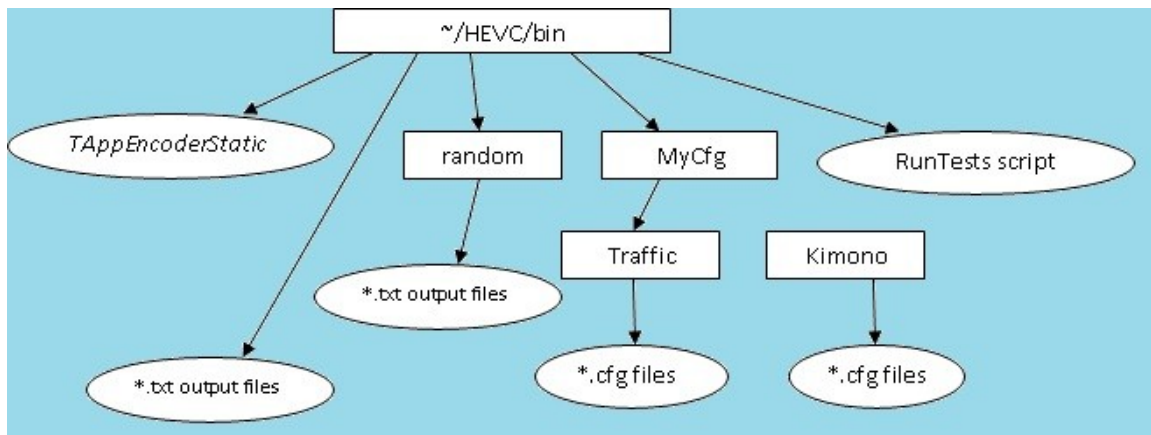 ~/HEVC/bin
TAppEncoderStatic
random
MyCfg
RunTests script
Traffic
Kimono
*.txt output files
*.txt output files
*.cfg files
*.cfg files